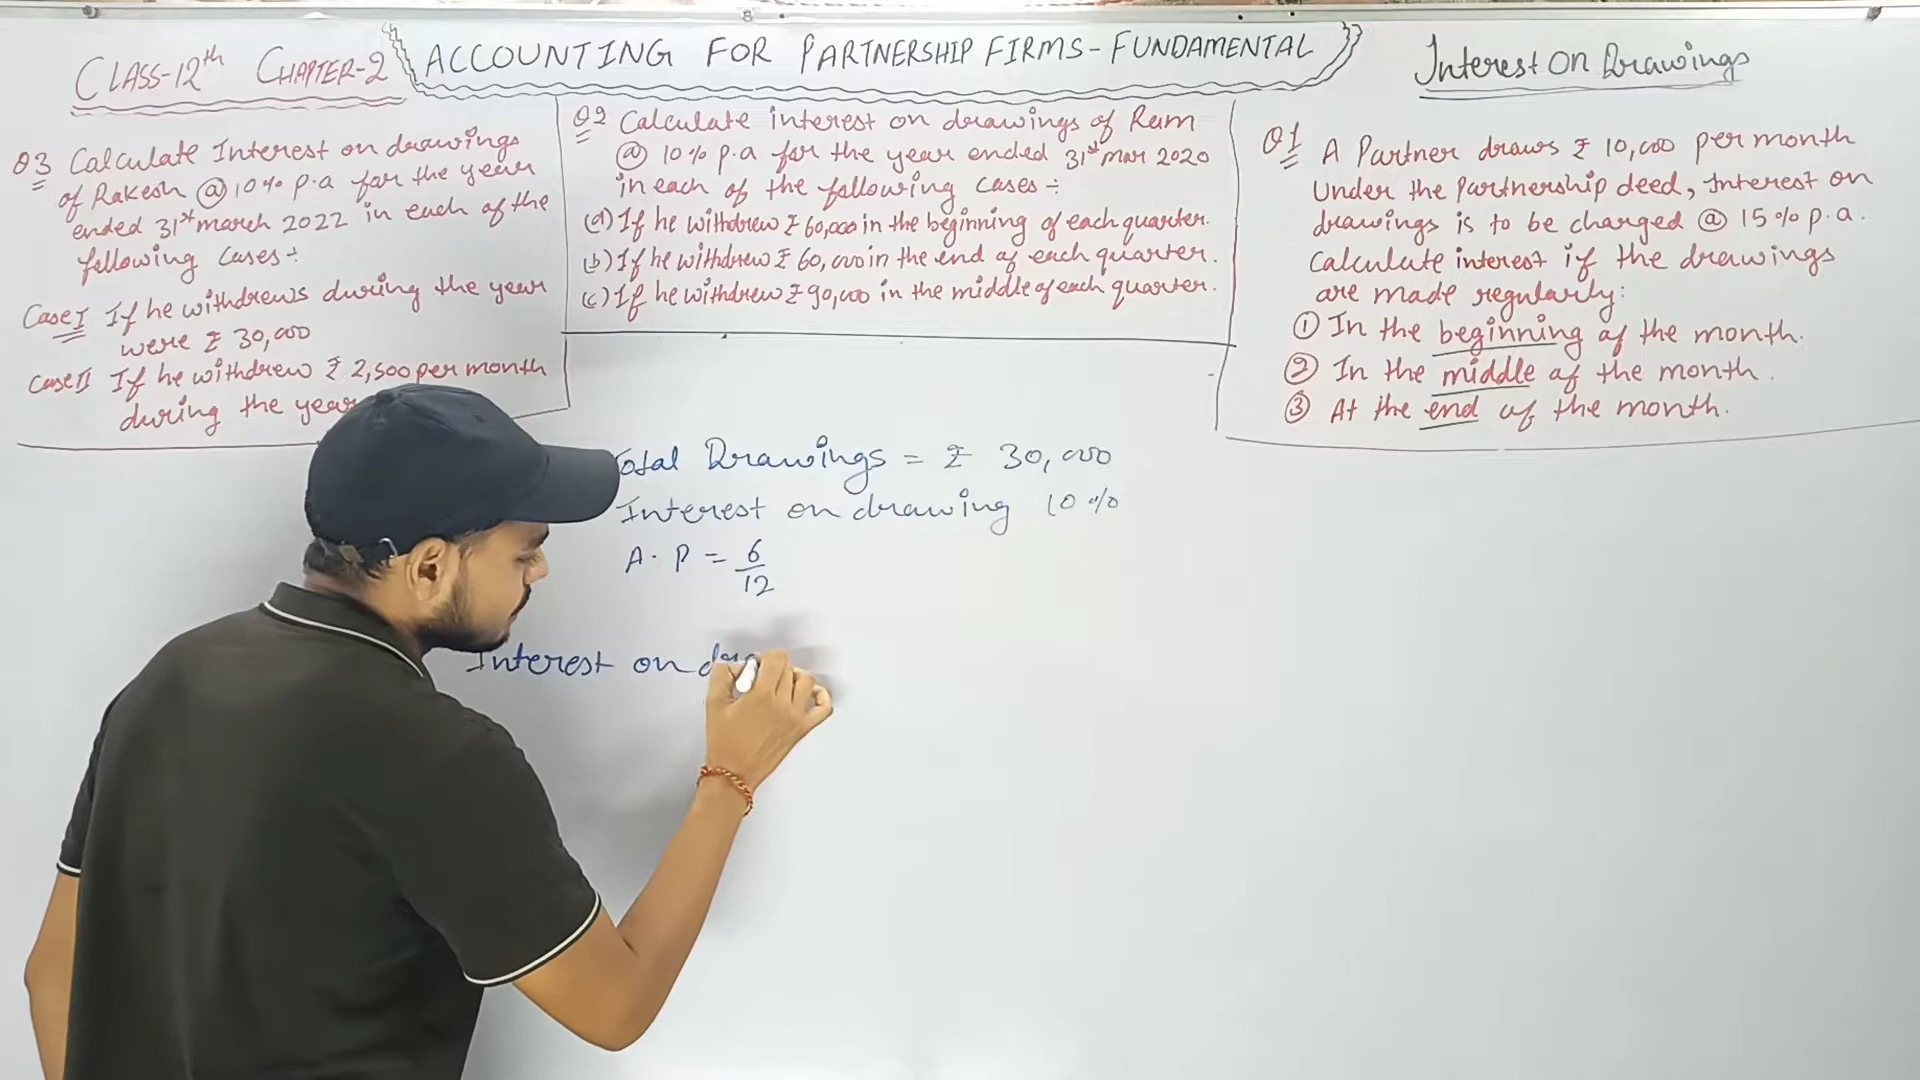 CLASS-12th CHAPTER-2
ACCOUNTING FOR PARTNERSHIP FIRMS-FUNDAMENTAL
Interest On Drawings
Q3 Calculate Interest on drawings
of Rakesh @ 10% p.a for the year
ended 31st march 2022 in each of the
following Cases÷
Case I If he withdrews during the year
were ₹ 30,000
Case II If he withdrew ₹ 2,500 per month
during the year
Q2 Calculate interest on drawings of Ram
@ 10% p.a for the year ended 31st mar 2020
in each of the following cases ÷
(a) If he withdrew ₹ 60,000 in the beginning of each quarter.
(b) If he withdrew ₹ 60,000 in the end of each quarter.
(c) If he withdrew ₹ 90,000 in the middle of each quarter.
Q1 A Partner draws ₹ 10,000 per month
Under the Partnership deed, Interest on
drawings is to be charged @ 15% p.a.
Calculate interest if the drawings
are made regularly:
① In the beginning of the month.
② In the middle of the month.
③ At the end of the month.
Total Drawings = ₹ 30,000
Interest on drawing 10%
A.P = 6/12
Interest on